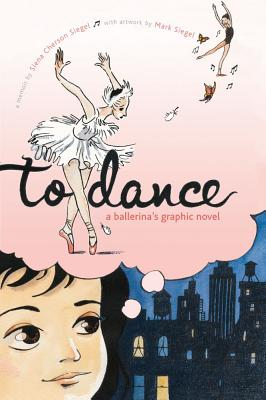 a memoir by Siena Cherson Siegel ♫ with artwork by Mark Siegel
to dance
a ballerina's graphic novel